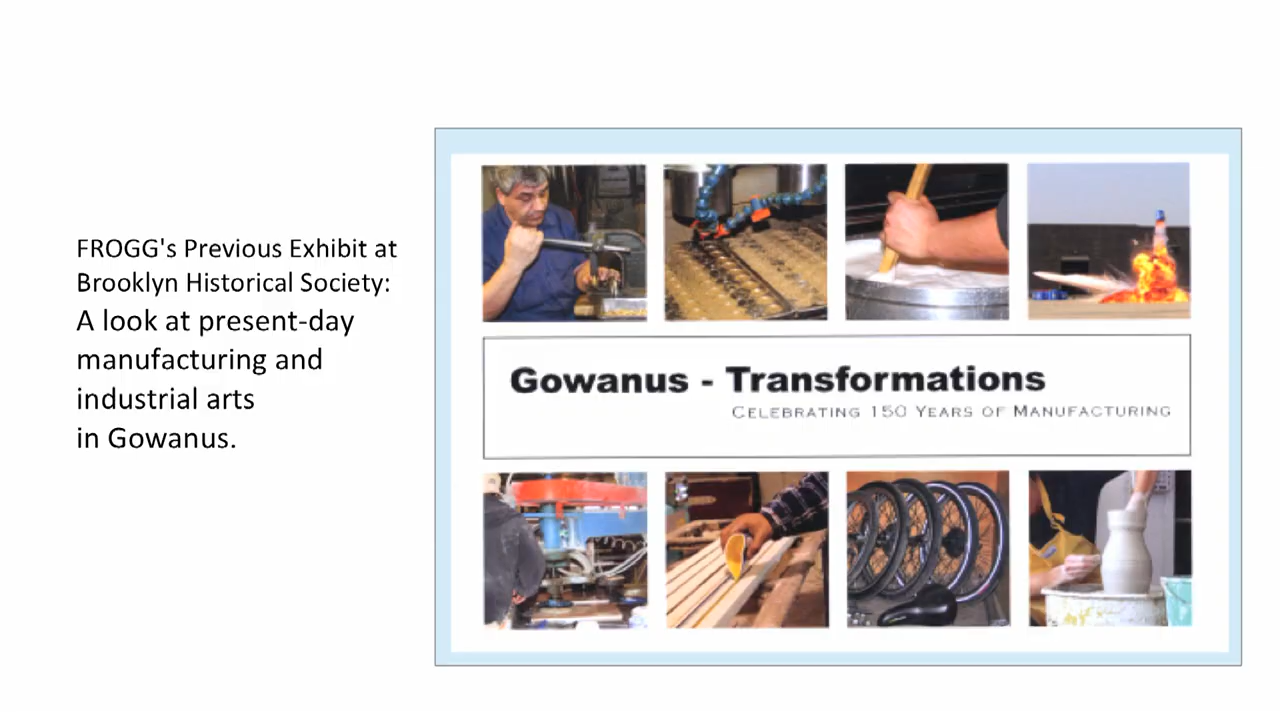 FROGG's Previous Exhibit at
Brooklyn Historical Society:
A look at present-day
manufacturing and
industrial arts
in Gowanus.
Gowanus - Transformations
Celebrating 150 Years of Manufacturing